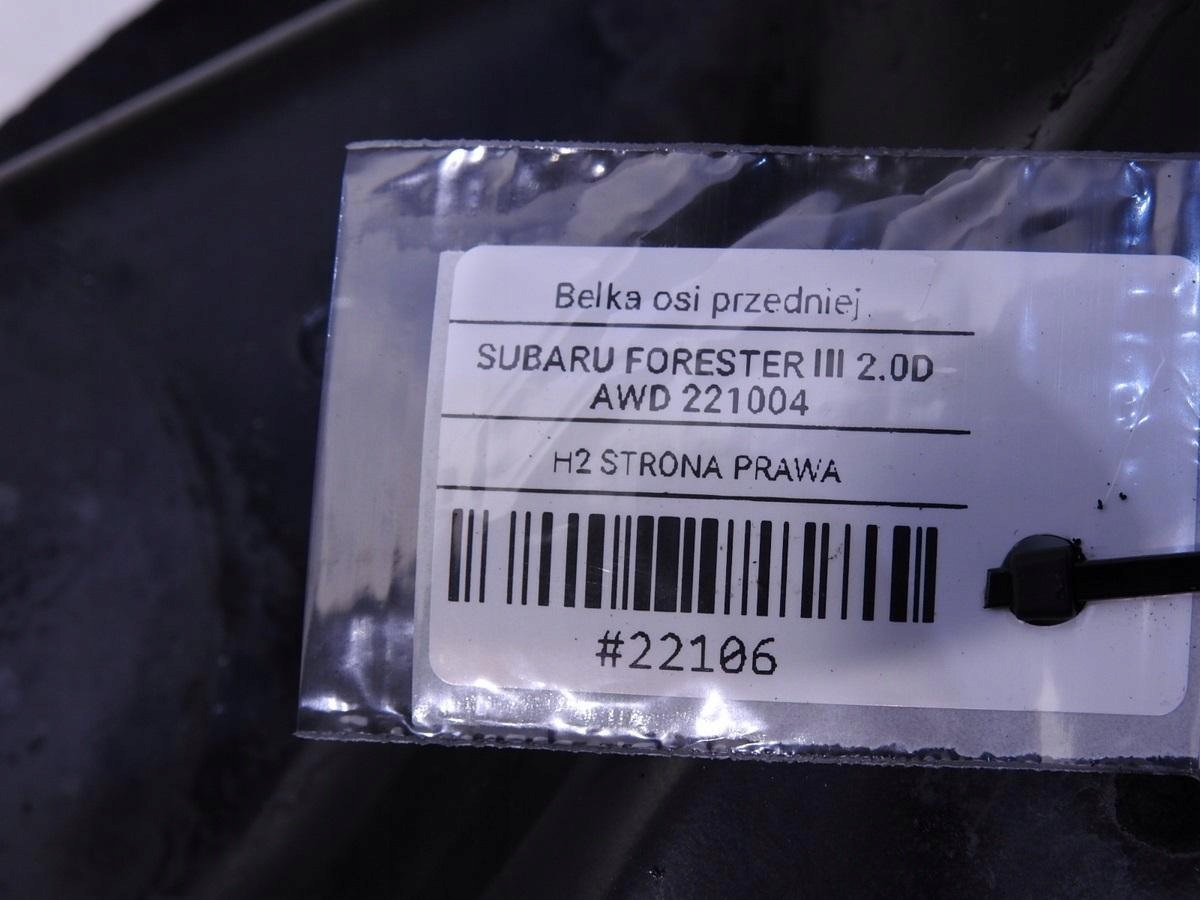 Belka osi przedniej.
SUBARU FORESTER III 2.0D
AWD 221004
H2 STRONA PRAWA
#22106